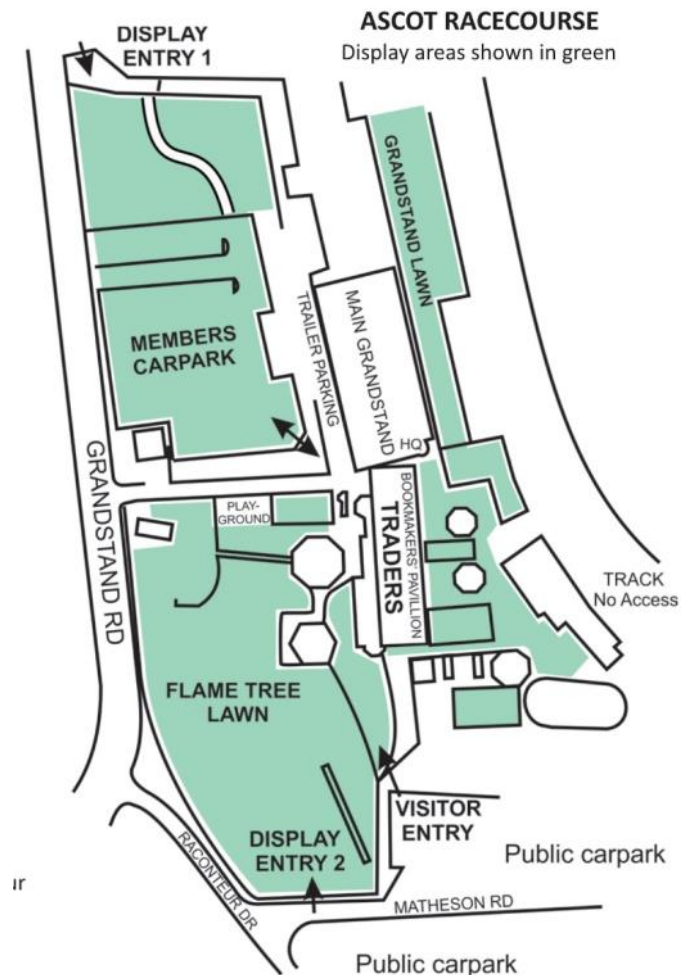 ASCOT RACECOURSE
Display areas shown in green
DISPLAY
ENTRY 1
GRANDSTAND LAWN
MEMBERS
CARPARK
TRAILER PARKING
MAIN GRANDSTAND
HQ
GRANDSTAND RD
PLAY-
GROUND
BOOKMAKERS' PAVILLION
TRADERS
TRACK
No Access
FLAME TREE
LAWN
VISITOR
ENTRY
DISPLAY
ENTRY 2
Public carpark
RACONTEUR DR
MATHESON RD
Public carpark